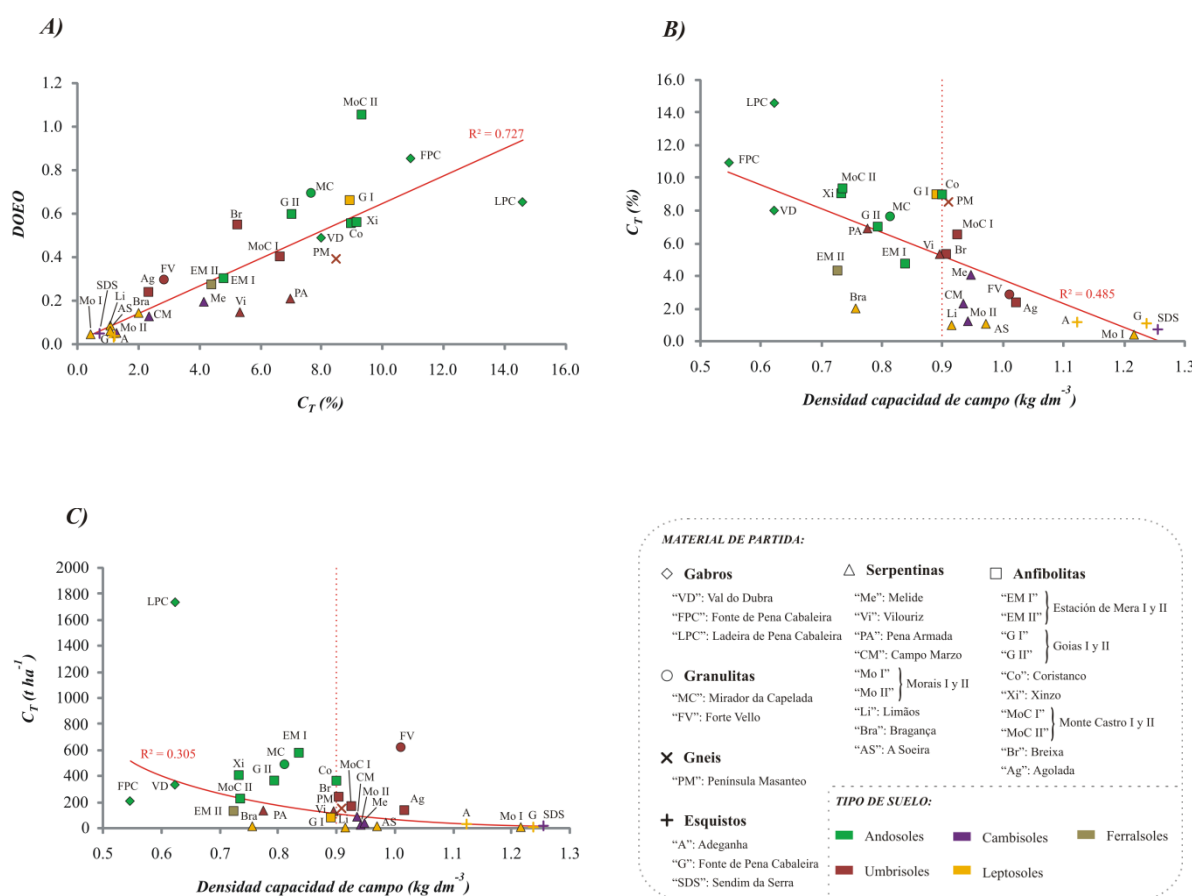 A)
DOEO
1.2
1.0
0.8
0.6
0.4
0.2
0.0
0.0 2.0 4.0 6.0 8.0 10.0 12.0 14.0 16.0
C_T (%)
R² = 0.727
MoC II
FPC
LPC
MC
G I
G II
Br
VD
Co
Xi
PM
MoC I
EM II
EM I
FV
Ag
Me
PA
Vi
CM
Bra
Li
AS
SDS
Mo I
Mo II
G
A
B)
C_T (%)
16.0
14.0
12.0
10.0
8.0
6.0
4.0
2.0
0.0
0.5 0.6 0.7 0.8 0.9 1.0 1.1 1.2 1.3
Densidad capacidad de campo (kg dm⁻³)
R² = 0.485
LPC
FPC
VD
MoC II
Xi
G I
Co
PM
MC
G II
PA
MoC I
Vi
Br
EM I
EM II
Me
Bra
CM
FV
Ag
Li
Mo II
AS
A
G
SDS
Mo I
C)
C_T (t ha⁻¹)
2000
1800
1600
1400
1200
1000
800
600
400
200
0
0.5 0.6 0.7 0.8 0.9 1.0 1.1 1.2 1.3
Densidad capacidad de campo (kg dm⁻³)
R² = 0.305
LPC
FPC
VD
Xi
MoC II
EM II
Bra
G II
MC
EM I
PA
Co
Br
PM
Vi
G I
Li
MoC I
CM
Mo II
Me
AS
FV
Ag
A
Mo I
G
SDS
MATERIAL DE PARTIDA:
Gabros
“VD”: Val do Dubra
“FPC”: Fonte de Pena Cabaleira
“LPC”: Ladeira de Pena Cabaleira
Granulitas
“MC”: Mirador da Capelada
“FV”: Forte Vello
Gneis
“PM”: Península Masanteo
Esquistos
“A”: Adeganha
“G”: Fonte de Pena Cabaleira
“SDS”: Sendim da Serra
Serpentinas
“Me”: Melide
“Vi”: Vilouriz
“PA”: Pena Armada
“CM”: Campo Marzo
“Mo I”
“Mo II”
Morais I y II
“Li”: Limãos
“Bra”: Bragança
“AS”: A Soeira
Anfibolitas
“EM I”
“EM II”
Estación de Mera I y II
“G I”
“G II”
Goias I y II
“Co”: Coristanco
“Xi”: Xinzo
“MoC I”
“MoC II”
Monte Castro I y II
“Br”: Breixa
“Ag”: Agolada
TIPO DE SUELO:
Andosoles
Cambisoles
Ferralsoles
Umbrisoles
Leptosoles